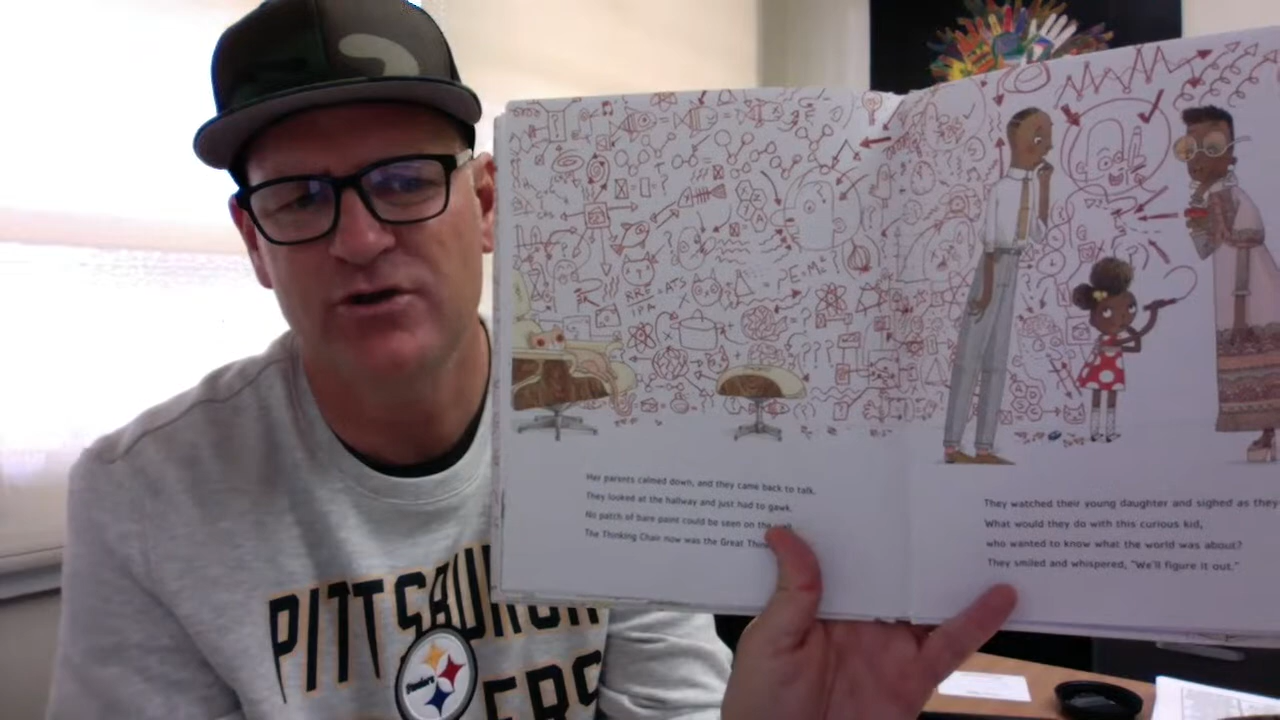 PITTSBURGH
ERS
Steelers
E=M
Her parents calmed down, and they came back to talk.
They looked at the hallway and just had to gawk.
No patch of bare paint could be seen on the wall.
The Thinking Chair now was the Great
They watched their young daughter and sighed as they
What would they do with this curious kid,
who wanted to know what the world was about?
They smiled and whispered, "We'll figure it out."